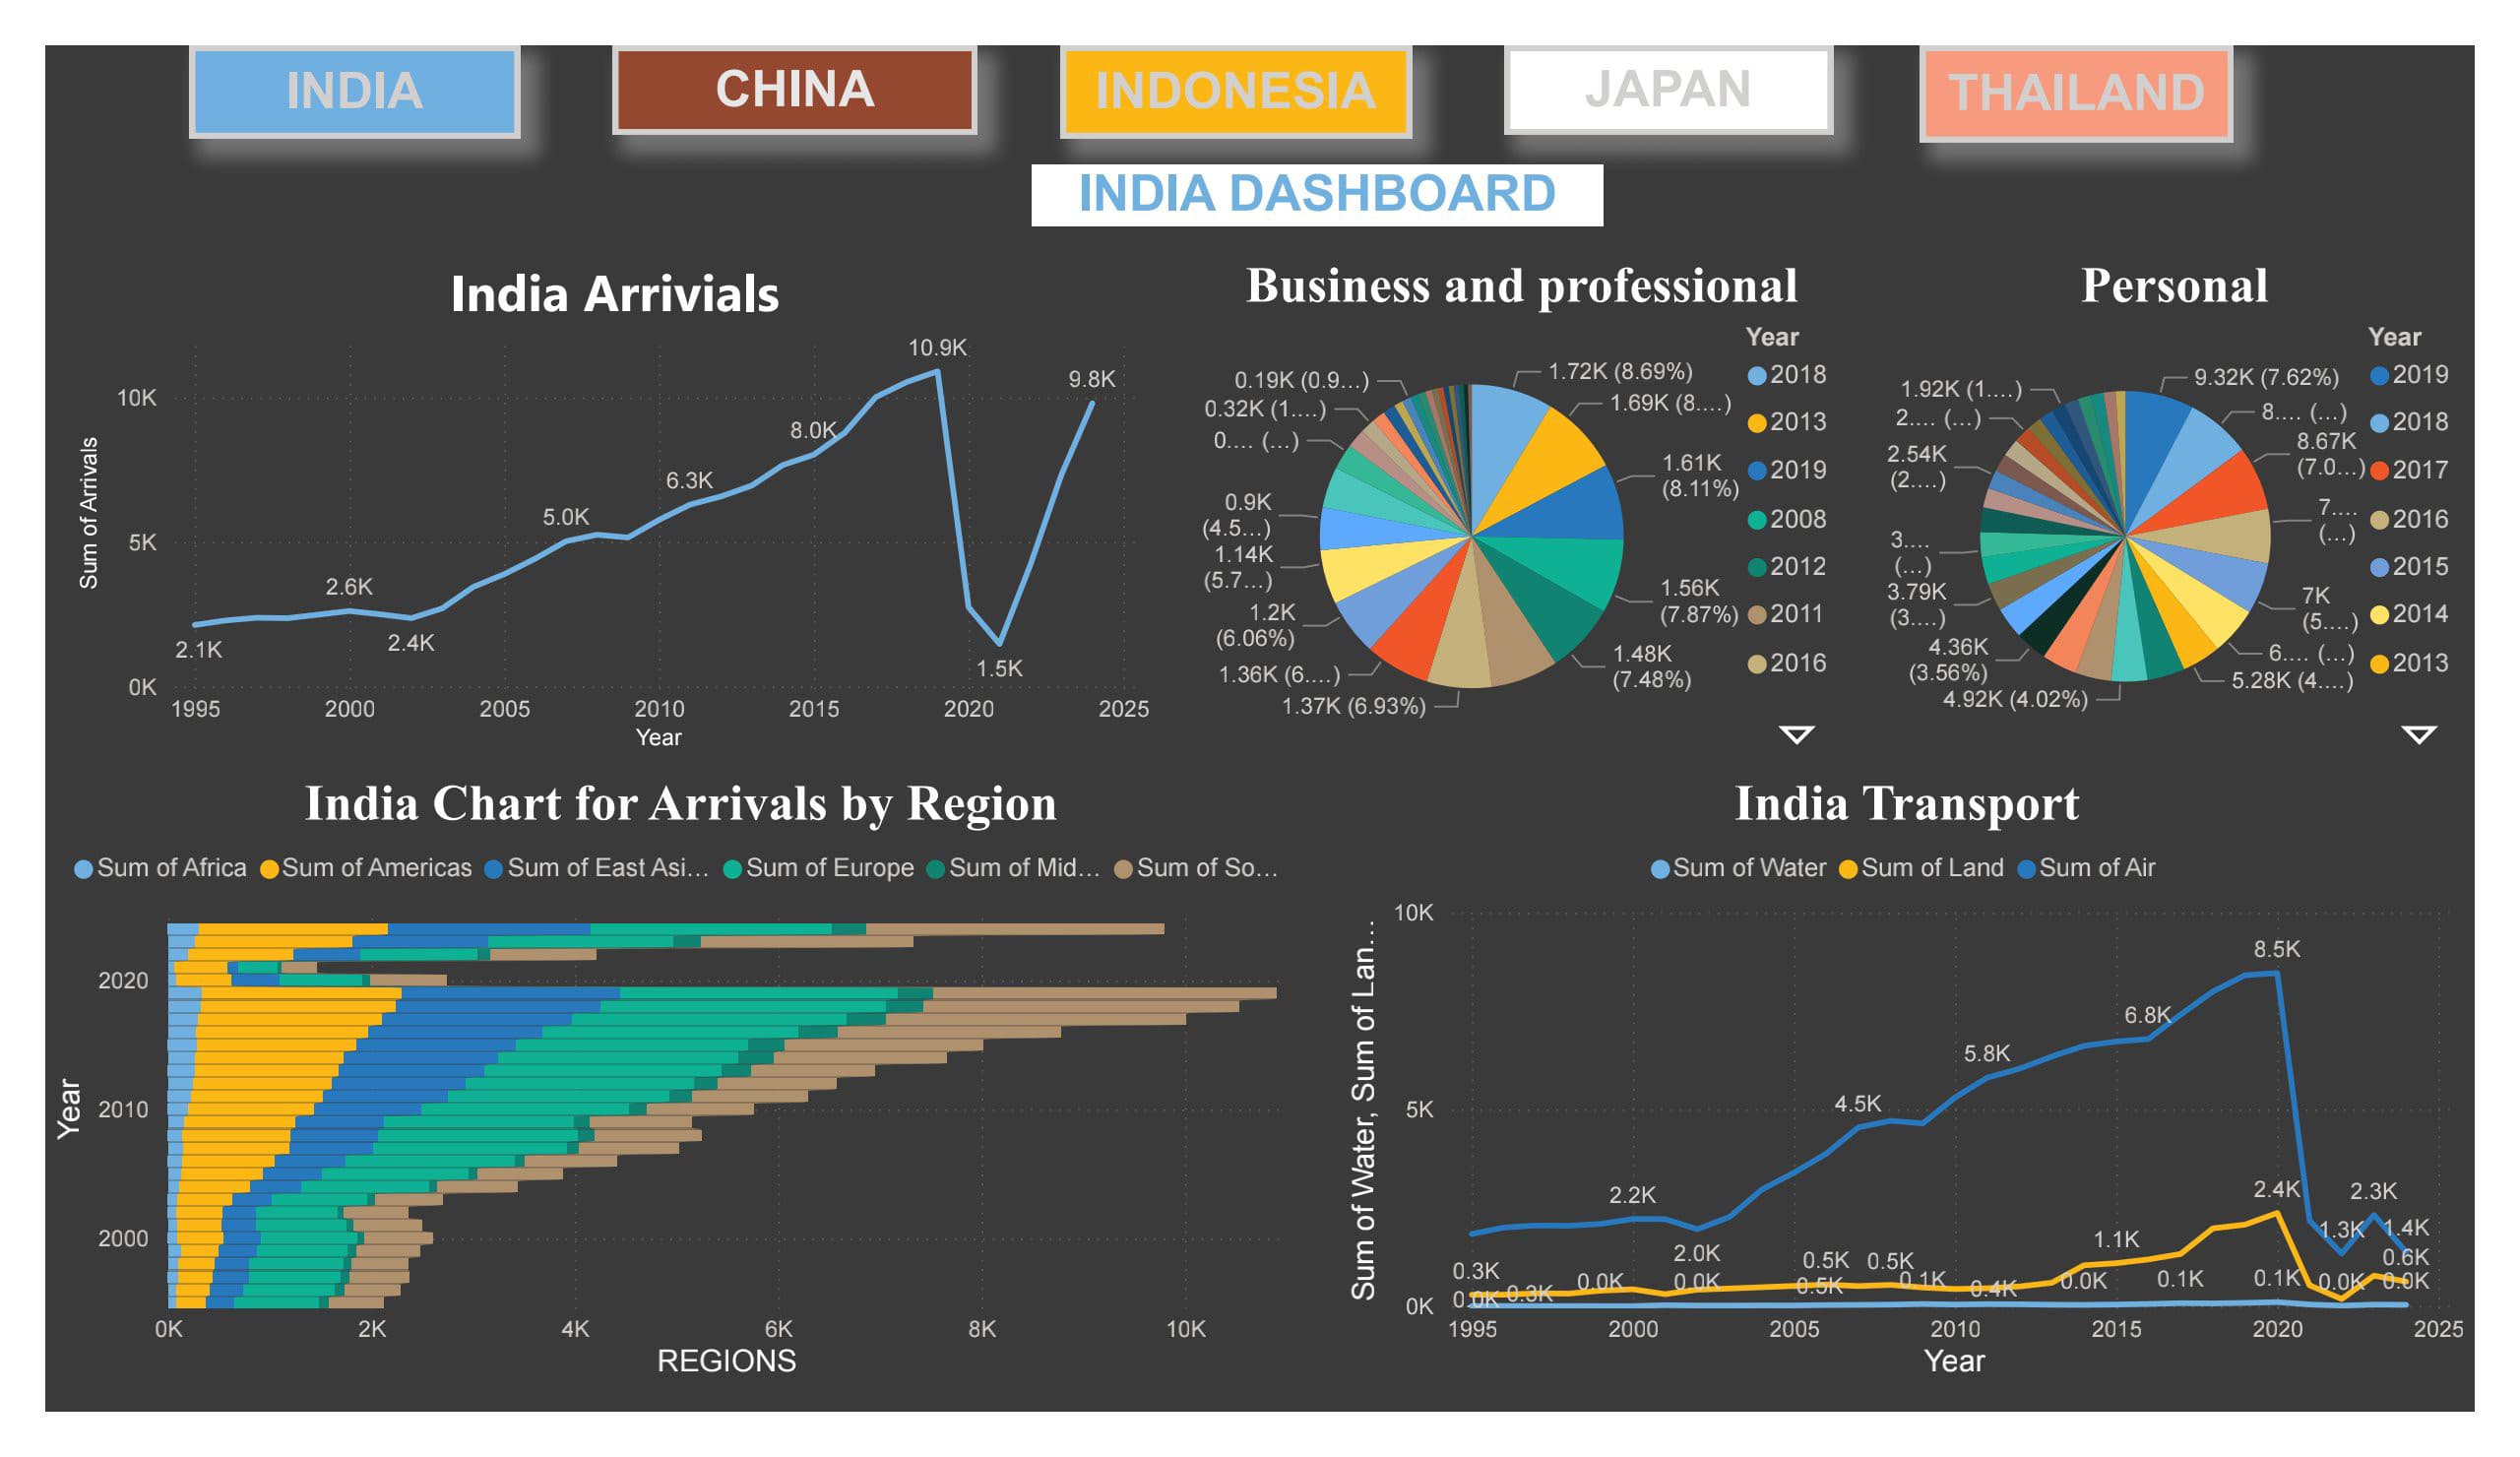 INDIA
CHINA
INDONESIA
JAPAN
THAILAND
INDIA DASHBOARD
India Arrivials
Sum of Arrivals
10K
5K
0K
2.1K
2.6K
2.4K
5.0K
6.3K
8.0K
10.9K
1.5K
9.8K
1995
2000
2005
2010
2015
2020
2025
Year
Business and professional
0.19K (0.9...)
0.32K (1....)
0.... (...)
0.9K
(4.5...)
1.14K
(5.7...)
1.2K
(6.06%)
1.36K (6....)
1.37K (6.93%)
1.72K (8.69%)
1.69K (8....)
1.61K
(8.11%)
1.56K
(7.87%)
1.48K
(7.48%)
Year
2018
2013
2019
2008
2012
2011
2016
Personal
1.92K (1....)
2.... (...)
2.54K
(2....)
3....
(...)
3.79K
(3....)
4.36K
(3.56%)
4.92K (4.02%)
9.32K (7.62%)
8.... (...)
8.67K
(7.0...)
7....
(...)
7K
(5....)
6.... (...)
5.28K (4....)
Year
2019
2018
2017
2016
2015
2014
2013
India Chart for Arrivals by Region
Sum of Africa
Sum of Americas
Sum of East Asi...
Sum of Europe
Sum of Mid...
Sum of So...
Year
2020
2010
2000
0K
2K
4K
6K
8K
10K
REGIONS
India Transport
Sum of Water
Sum of Land
Sum of Air
Sum of Water, Sum of Lan...
10K
5K
0K
2.2K
2.0K
4.5K
5.8K
6.8K
8.5K
2.4K
2.3K
1.3K
1.4K
1.1K
0.6K
0.3K
0.0K
0.3K
0.0K
0.0K
0.5K
0.5K
0.5K
0.1K
0.4K
0.0K
0.1K
0.1K
0.0K
0.0K
1995
2000
2005
2010
2015
2020
2025
Year